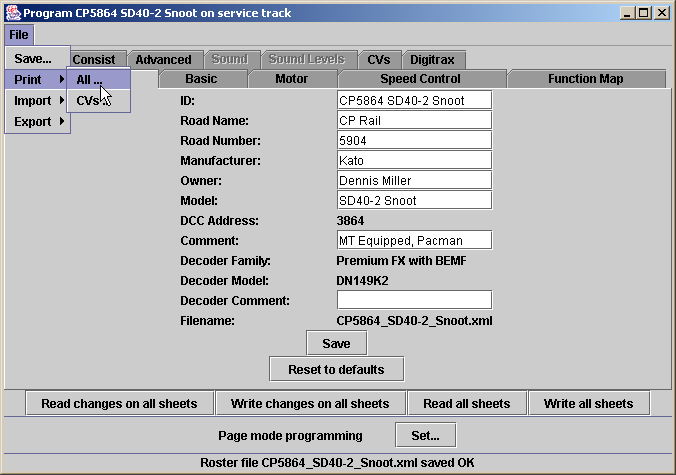 Program CP5864 SD40-2 Snoot on service track
File
Save...
Print
Import
Export
All ...
CVs
Consist Advanced Sound Sound Levels CVs Digitrax
Basic Motor Speed Control Function Map
ID: CP5864 SD40-2 Snoot
Road Name: CP Rail
Road Number: 5904
Manufacturer: Kato
Owner: Dennis Miller
Model: SD40-2 Snoot
DCC Address: 3864
Comment: MT Equipped, Pacman
Decoder Family: Premium FX with BEMF
Decoder Model: DN149K2
Decoder Comment:
Filename: CP5864_SD40-2_Snoot.xml
Save
Reset to defaults
Read changes on all sheets Write changes on all sheets Read all sheets Write all sheets
Page mode programming Set...
Roster file CP5864_SD40-2_Snoot.xml saved OK